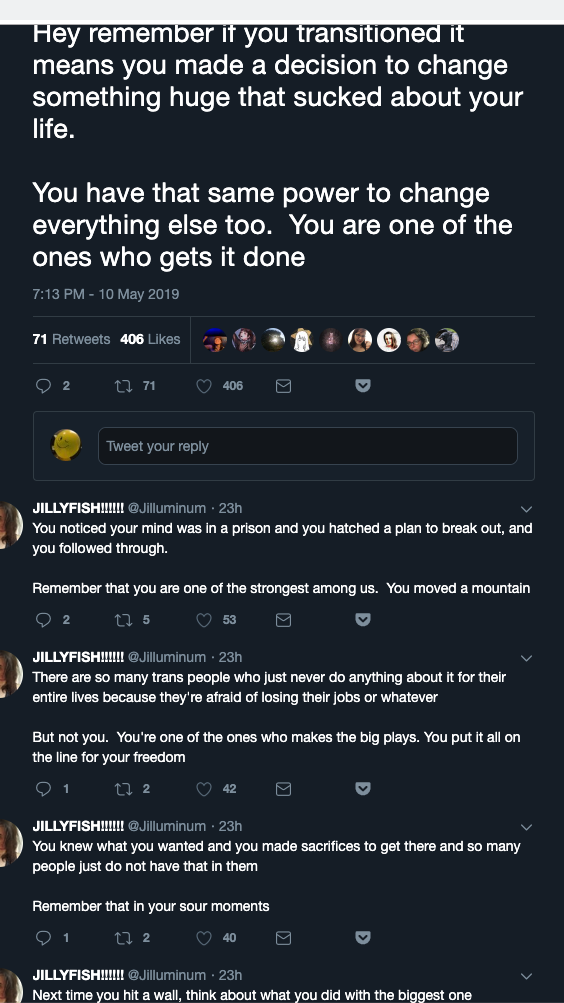 Hey remember if you transitioned it
means you made a decision to change
something huge that sucked about your
life.
You have that same power to change
everything else too.  You are one of the
ones who gets it done
7:13 PM - 10 May 2019
71 Retweets 406 Likes
2 71 406
Tweet your reply
JILLYFISH!!!!!! @Jilluminum · 23h
You noticed your mind was in a prison and you hatched a plan to break out, and
you followed through.
Remember that you are one of the strongest among us.  You moved a mountain
2 5 53
JILLYFISH!!!!!! @Jilluminum · 23h
There are so many trans people who just never do anything about it for their
entire lives because they're afraid of losing their jobs or whatever
But not you.  You're one of the ones who makes the big plays. You put it all on
the line for your freedom
1 2 42
JILLYFISH!!!!!! @Jilluminum · 23h
You knew what you wanted and you made sacrifices to get there and so many
people just do not have that in them
Remember that in your sour moments
1 2 40
JILLYFISH!!!!!! @Jilluminum · 23h
Next time you hit a wall, think about what you did with the biggest one